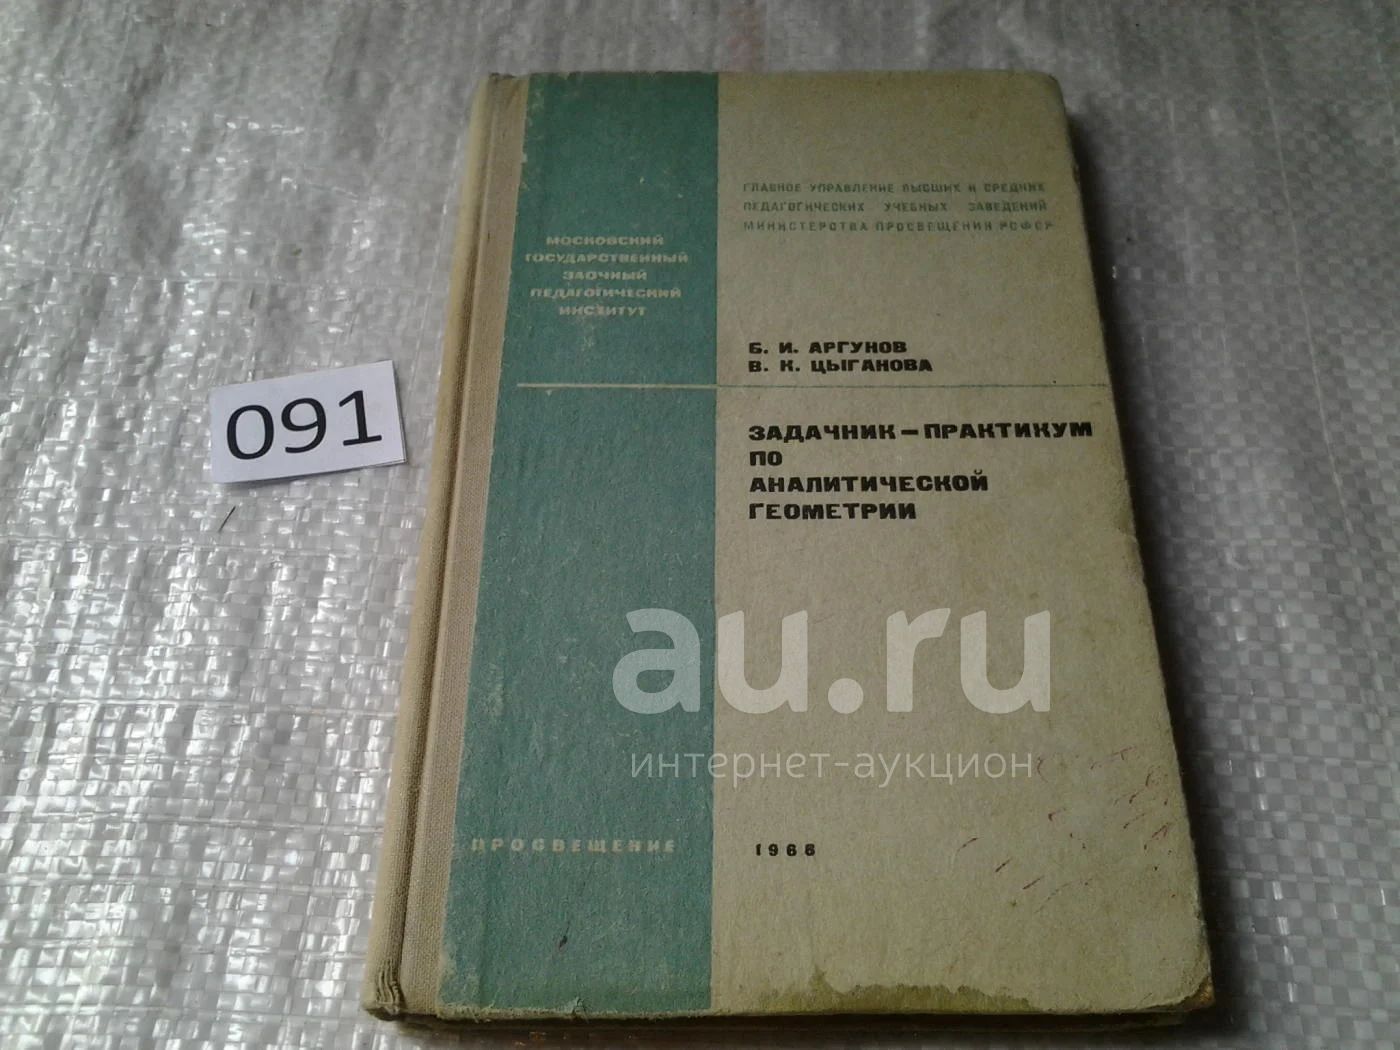 091
МОСКОВСКИЙ
ГОСУДАРСТВЕННЫЙ
ЗАОЧНЫЙ
ПЕДАГОГИЧЕСКИЙ
ИНСТИТУТ
ГЛАВНОЕ УПРАВЛЕНИЕ ВЫСШИХ И СРЕДНИХ
ПЕДАГОГИЧЕСКИХ УЧЕБНЫХ ЗАВЕДЕНИЙ
МИНИСТЕРСТВА ПРОСВЕЩЕНИЯ РСФСР
Б. И. АРГУНОВ
В. К. ЦЫГАНОВА
ЗАДАЧНИК — ПРАКТИКУМ
ПО
АНАЛИТИЧЕСКОЙ
ГЕОМЕТРИИ
au.ru
интернет-аукцион
ПРОСВЕЩЕНИЕ
1966